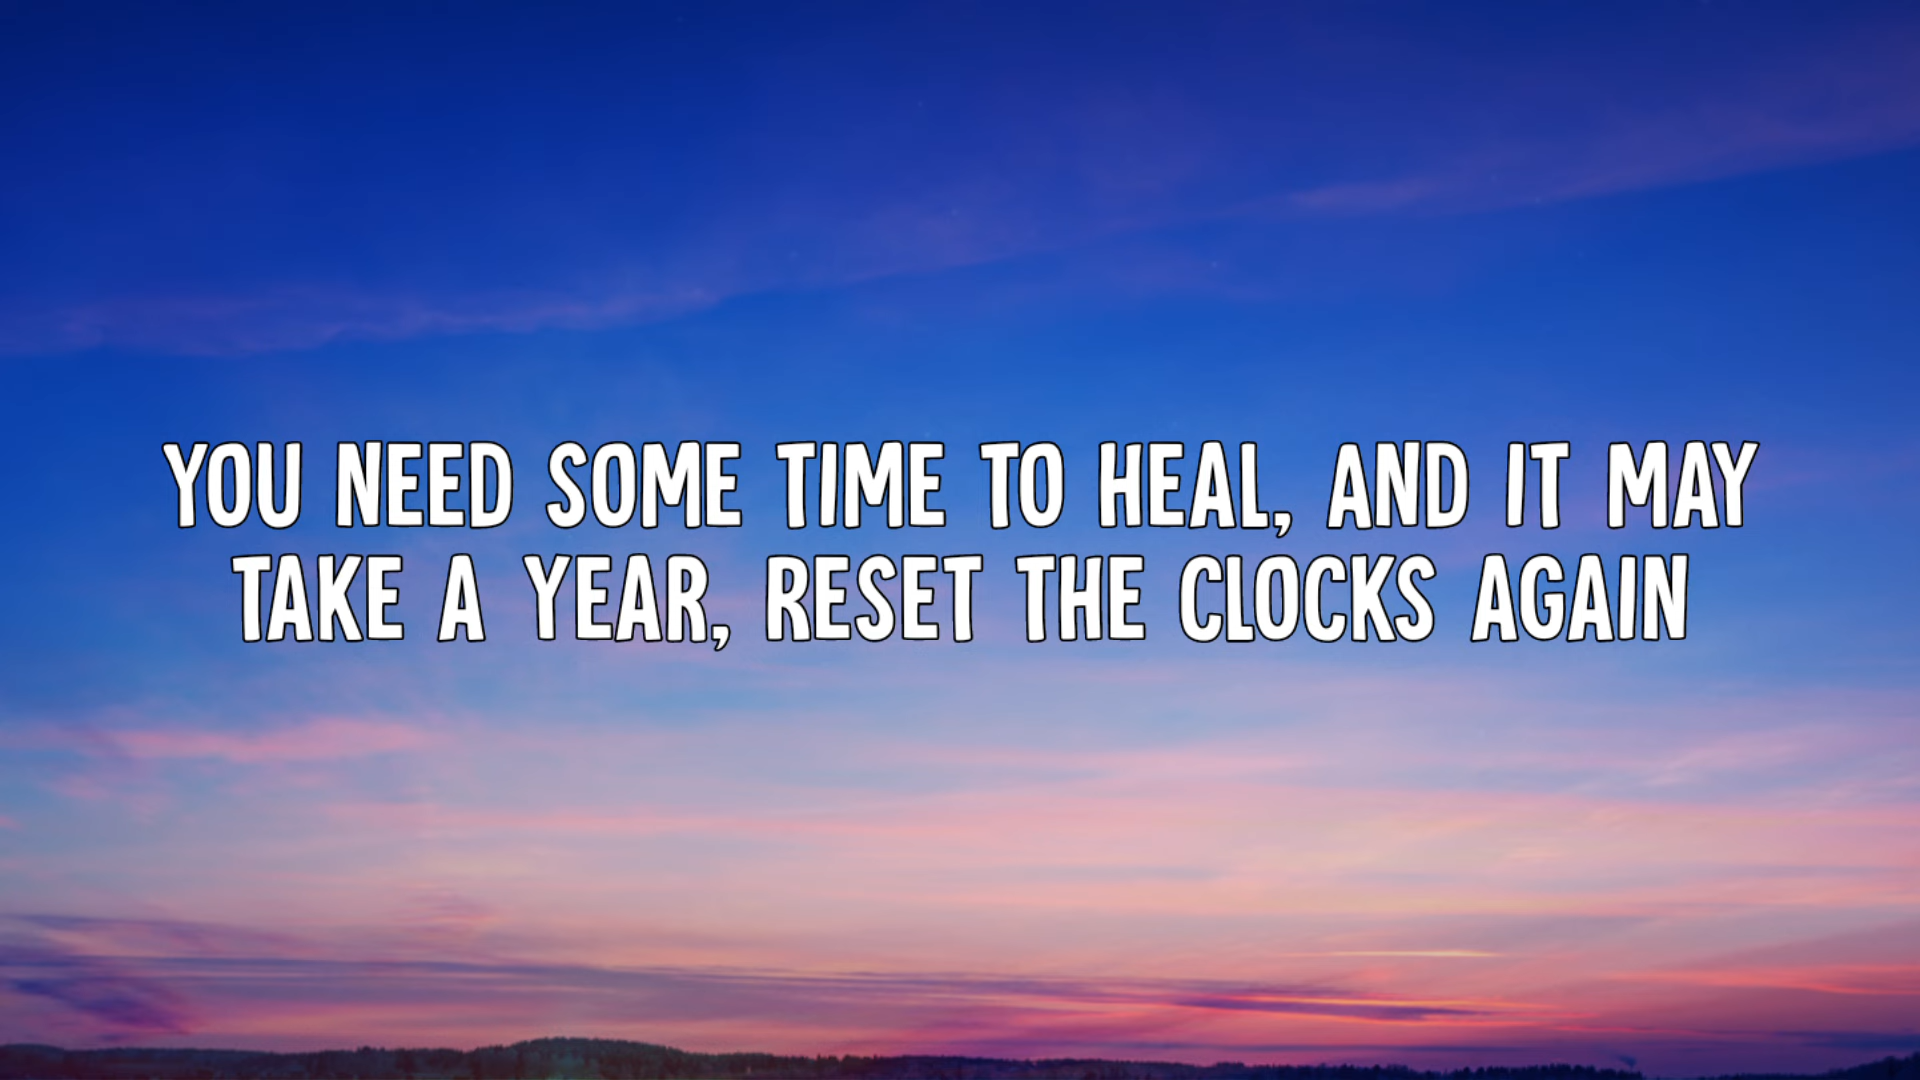 YOU NEED SOME TIME TO HEAL, AND IT MAY
TAKE A YEAR, RESET THE CLOCKS AGAIN